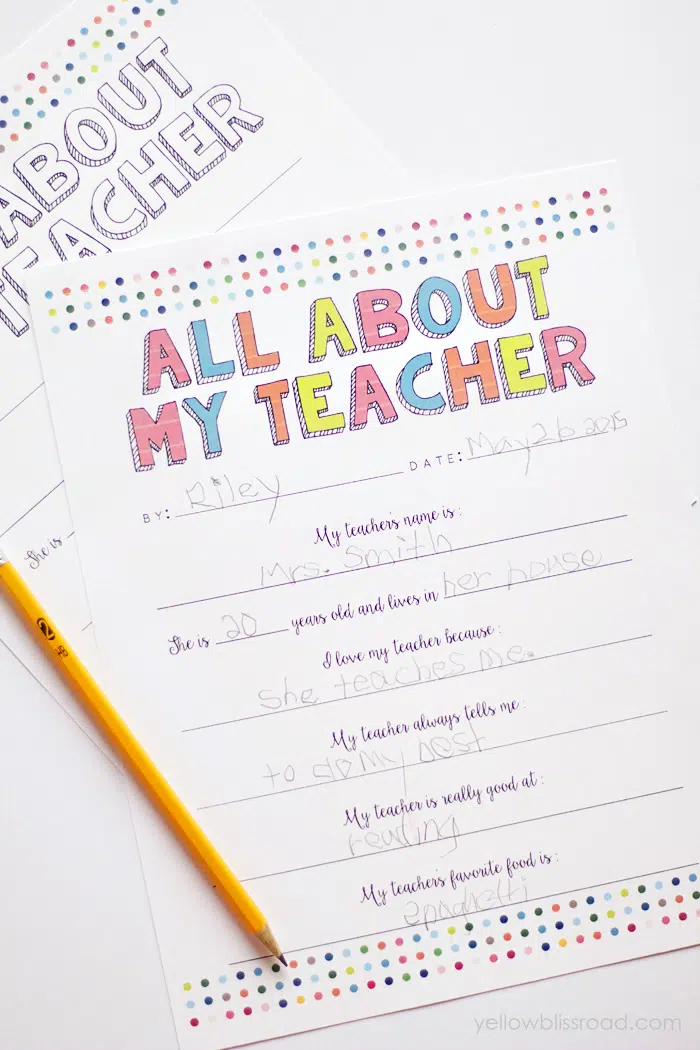 ABOUT
TEACHER
She is
ALL ABOUT
MY TEACHER
BY: Riley DATE: May 26 2015
My teacher's name is:
Mrs. Smith
She is 20 years old and lives in her house
I love my teacher because:
She teaches me.
My teacher always tells me:
to do my best
My teacher is really good at:
reading
My teacher's favorite food is:
spaghetti
2
yellowblissroad.com